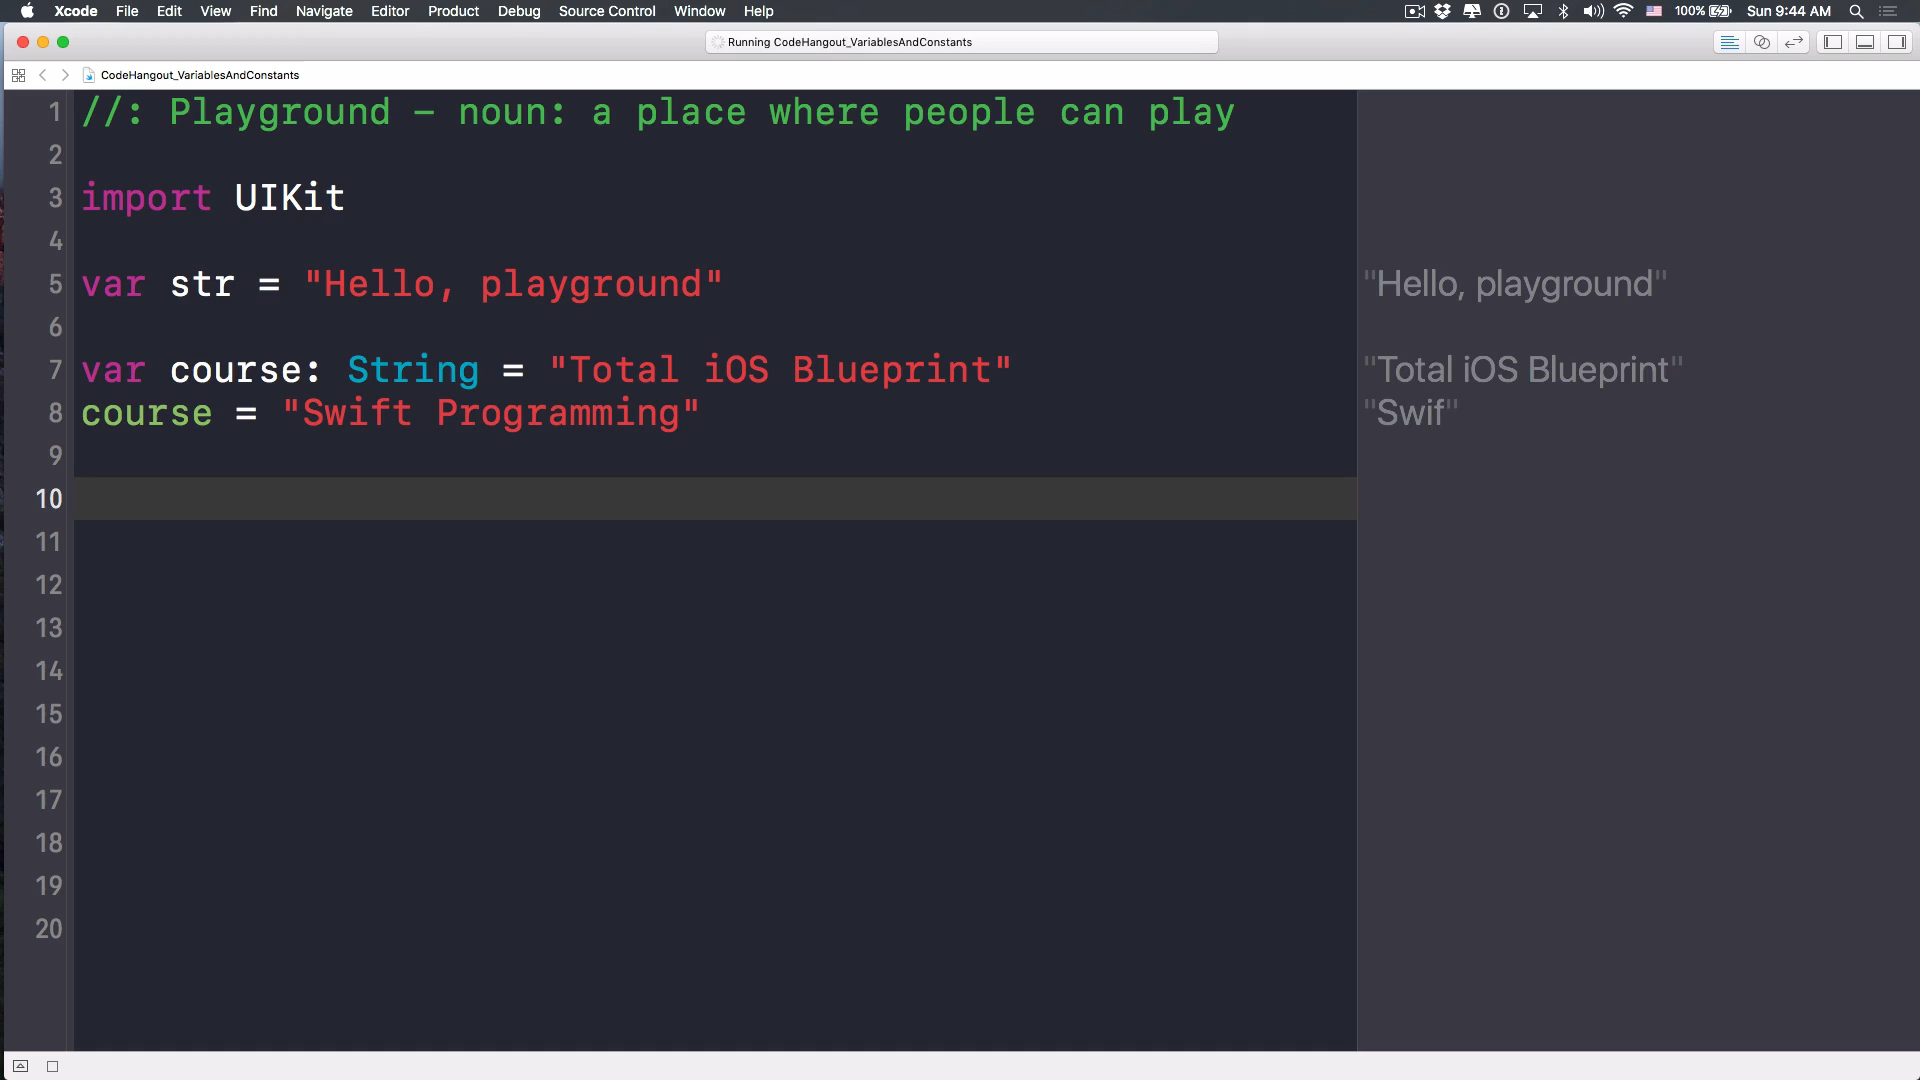 Xcode File Edit View Find Navigate Editor Product Debug Source Control Window Help 100% Sun 9:44 AM
Running CodeHangout_VariablesAndConstants
CodeHangout_VariablesAndConstants
1 //: Playground - noun: a place where people can play
2
3 import UIKit
4
5 var str = "Hello, playground" "Hello, playground"
6
7 var course: String = "Total iOS Blueprint" "Total iOS Blueprint"
8 course = "Swift Programming" "Swif"
9
10
11
12
13
14
15
16
17
18
19
20